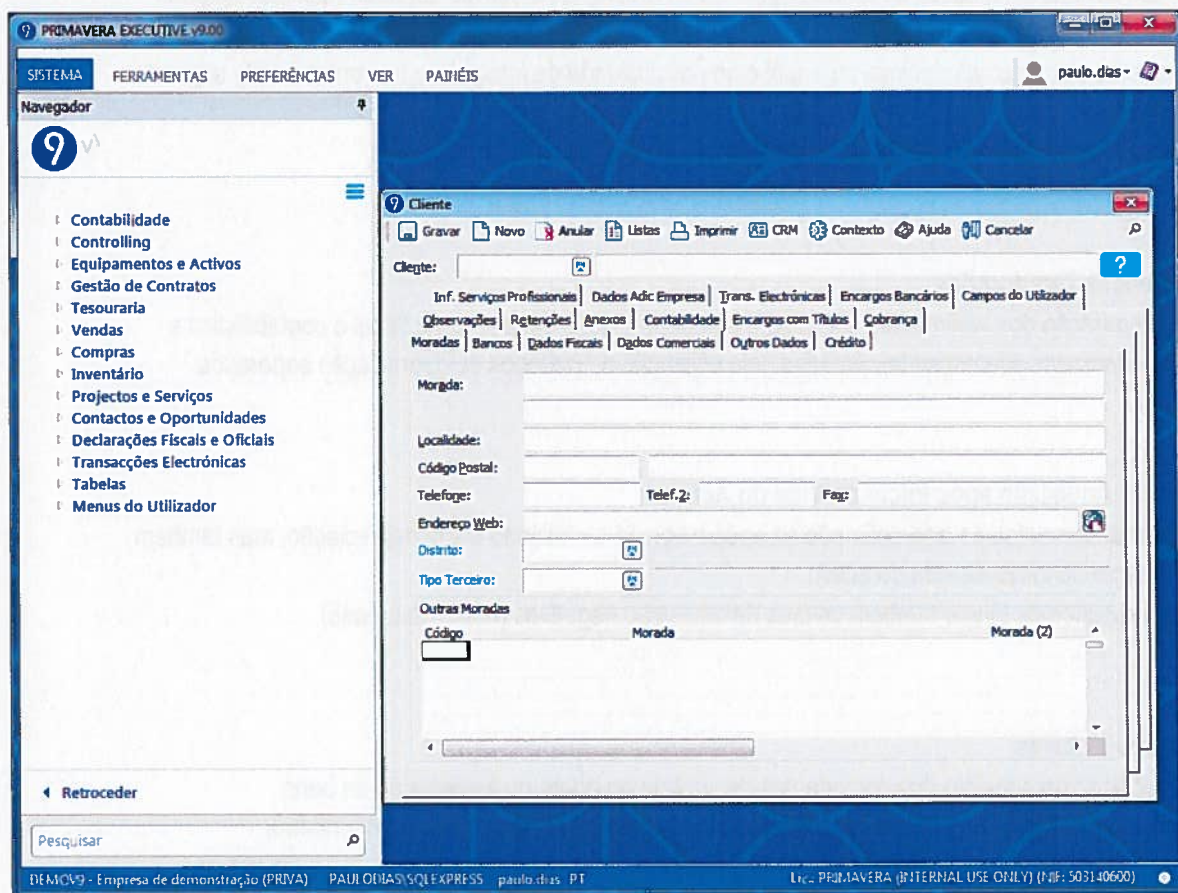 9 PRIMAVERA EXECUTIVE v9.00
SISTEMA FERRAMENTAS PREFERÊNCIAS VER PAINÉIS paulo.dias
Navegador
9
Contabilidade
Controlling
Equipamentos e Activos
Gestão de Contratos
Tesouraria
Vendas
Compras
Inventário
Projectos e Serviços
Contactos e Oportunidades
Declarações Fiscais e Oficiais
Transacções Electrónicas
Tabelas
Menus do Utilizador
Retroceder
Pesquisar
9 Cliente
Gravar Novo Anular Listas Imprimir CRM Contexto Ajuda Cancelar
Cliente: ?
Inf. Serviços Profissionais Dados Adic Empresa Trans. Electrónicas Encargos Bancários Campos do Utilizador
Observações Retenções Anexos Contabilidade Encargos com Títulos Cobrança
Moradas Bancos Dados Fiscais Dados Comerciais Outros Dados Crédito
Morada:
Localidade:
Código Postal:
Telefone: Telef.2: Fax:
Endereço Web:
Distrito:
Tipo Terceiro:
Outras Moradas
Código Morada Morada (2)
DEMOV9 - Empresa de demonstração (PRIVA) PAULODIAS\SQLEXPRESS paulo.dias PT Lic.. PRIMAVERA (INTERNAL USE ONLY) (NIF: 503140600)